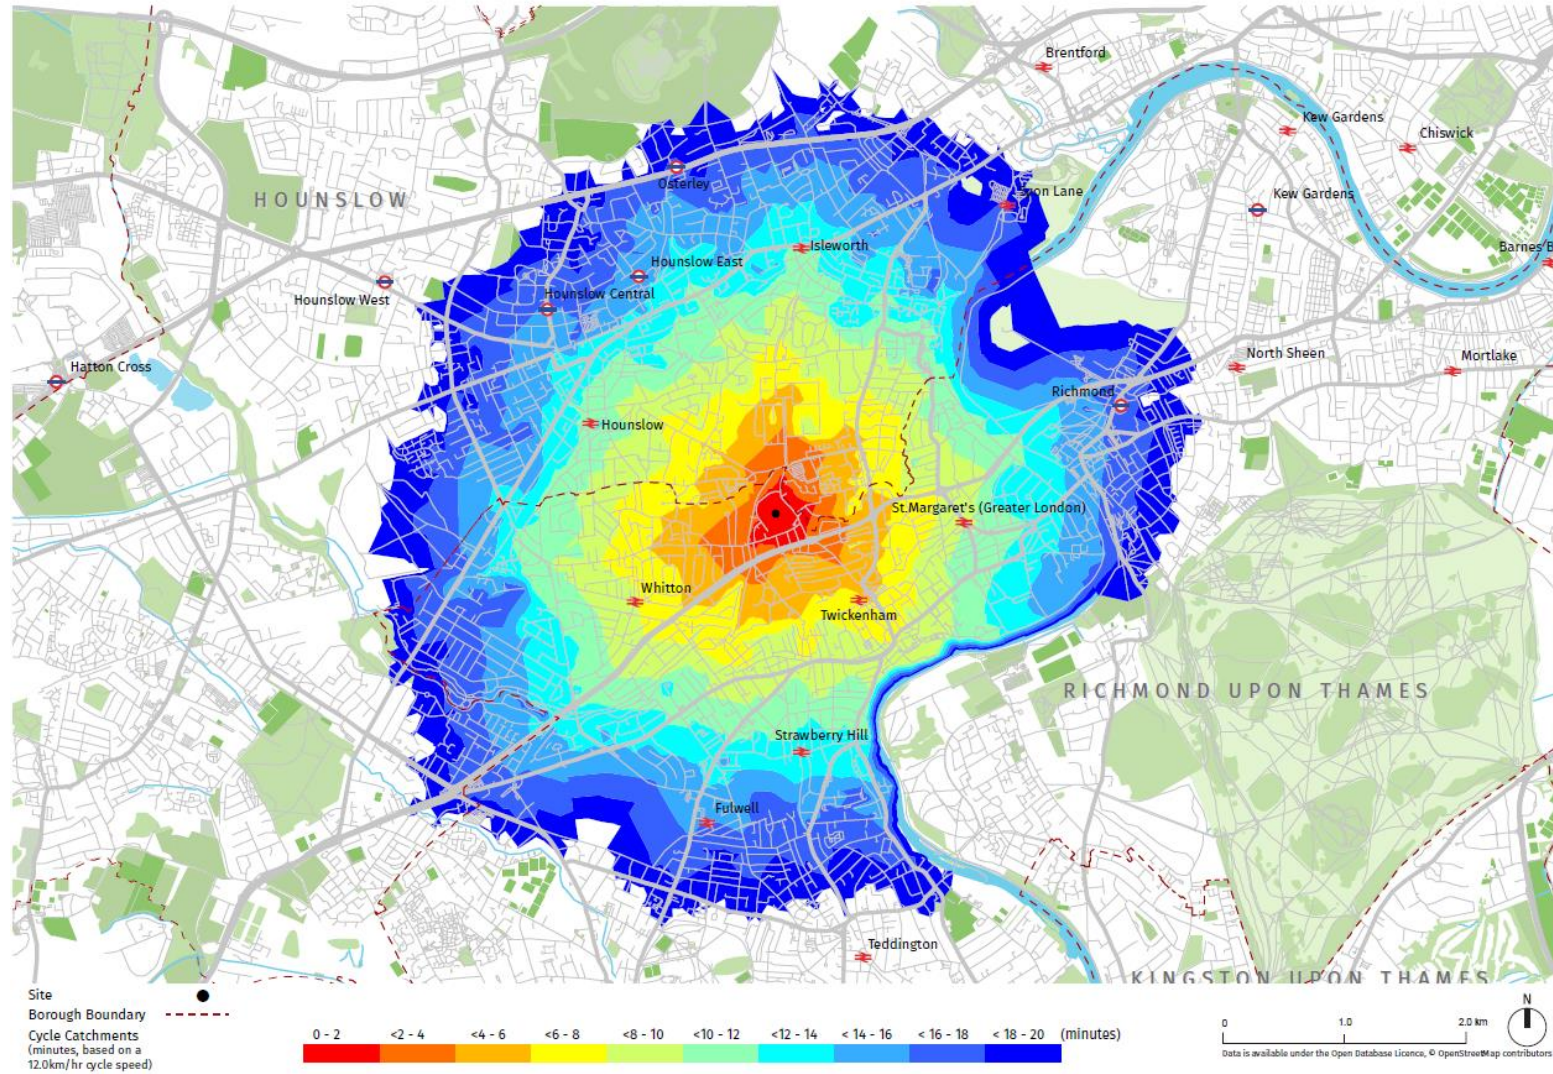 Brentford
Kew Gardens
Chiswick
Osterley
Syon Lane
HOUNSLOW
Kew Gardens
Isleworth
Barnes B
Hounslow East
Hounslow West
Hounslow Central
Hatton Cross
North Sheen
Mortlake
Richmond
Hounslow
St.Margaret's (Greater London)
Whitton
Twickenham
RICHMOND UPON THAMES
Strawberry Hill
Fulwell
Teddington
KINGSTON UPON THAMES
Site
Borough Boundary
Cycle Catchments
(minutes, based on a
12.0km/hr cycle speed)
0 - 2 <2 - 4 <4 - 6 <6 - 8 <8 - 10 <10 - 12 <12 - 14 < 14 - 16 < 16 - 18 < 18 - 20 (minutes)
N
0 1.0 2.0 km
Data is available under the Open Database Licence, © OpenStreetMap contributors